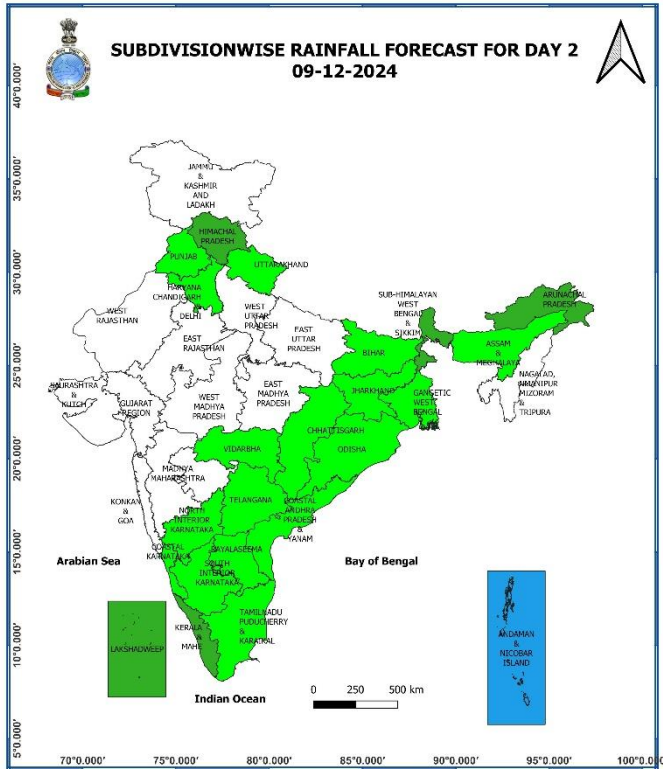 SUBDIVISIONWISE RAINFALL FORECAST FOR DAY 2
09-12-2024
JAMMU
&
KASHMIR
AND
LADAKH
HIMACHAL
PRADESH
PUNJAB
UTTARAKHAND
HARYANA
CHANDIGARH
DELHI
WEST
RAJASTHAN
WEST
UTTAR
PRADESH
EAST
RAJASTHAN
EAST
UTTAR
PRADESH
SUB-HIMALAYAN
WEST
BENGAL
&
SIKKIM
ARUNACHAL
PRADESH
ASSAM
&
MEGHALAYA
NAGALAD,
MANIPUR
MIZORAM
&
TRIPURA
BIHAR
JHARKHAND
GANGETIC
WEST
BENGAL
SAURASHTRA
&
KUTCH
GUJARAT
REGION
WEST
MADHYA
PRADESH
EAST
MADHYA
PRADESH
CHHATTISGARH
ODISHA
VIDARBHA
MADHYA
MAHARASHTRA
KONKAN
&
GOA
TELANGANA
COASTAL
ANDHRA
PRADESH
&
YANAM
NORTH
INTERIOR
KARNATAKA
COASTAL
KARNATAKA
RAYALASEEMA
SOUTH
INTERIOR
KARNATAKA
Arabian Sea
Bay of Bengal
TAMILNADU
PUDUCHERRY
&
KARAIKAL
KERALA
&
MAHE
LAKSHADWEEP
ANDAMAN
&
NICOBAR
ISLAND
Indian Ocean
0 250 500 km
40°0.000'
35°0.000'
30°0.000'
25°0.000'
20°0.000'
15°0.000'
10°0.000'
5°0.000'
70°0.000' 75°0.000' 80°0.000' 85°0.000' 90°0.000' 95°0.000' 100°0.000'